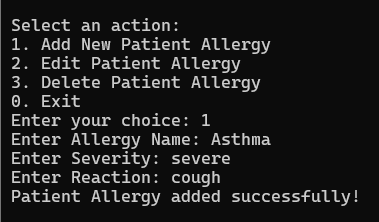 Select an action:
1. Add New Patient Allergy
2. Edit Patient Allergy
3. Delete Patient Allergy
0. Exit
Enter your choice: 1
Enter Allergy Name: Asthma
Enter Severity: severe
Enter Reaction: cough
Patient Allergy added successfully!